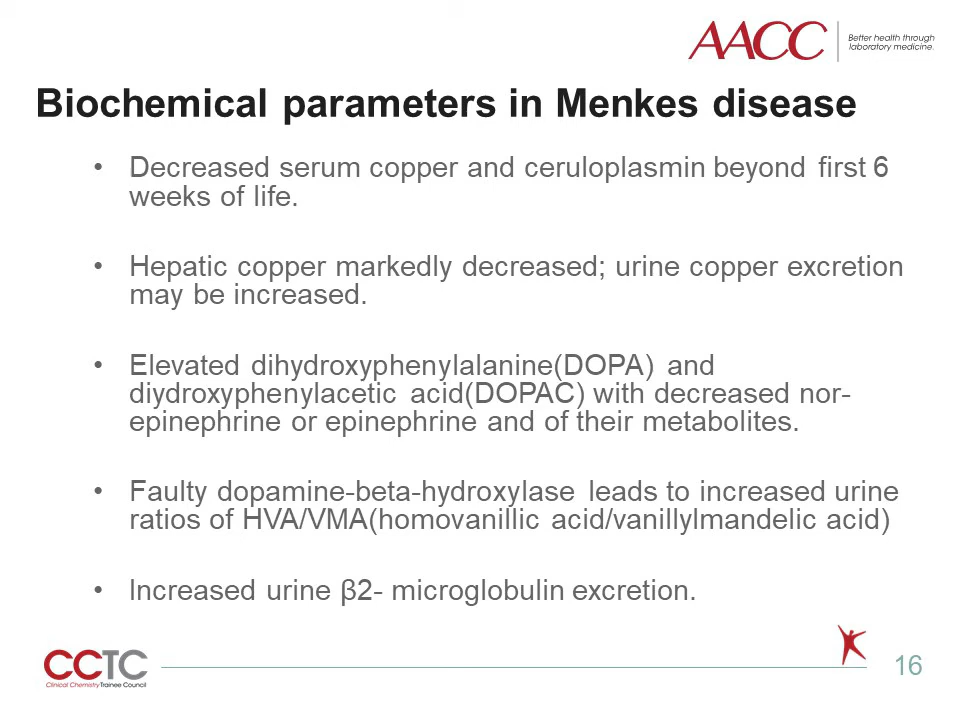 AACC
Better health through
laboratory medicine.
Biochemical parameters in Menkes disease
• Decreased serum copper and ceruloplasmin beyond first 6
weeks of life.
• Hepatic copper markedly decreased; urine copper excretion
may be increased.
• Elevated dihydroxyphenylalanine(DOPA) and
diydroxyphenylacetic acid(DOPAC) with decreased nor-
epinephrine or epinephrine and of their metabolites.
• Faulty dopamine-beta-hydroxylase leads to increased urine
ratios of HVA/VMA(homovanillic acid/vanillylmandelic acid)
• Increased urine β2- microglobulin excretion.
CCTC
Clinical Chemistry Trainee Council
16